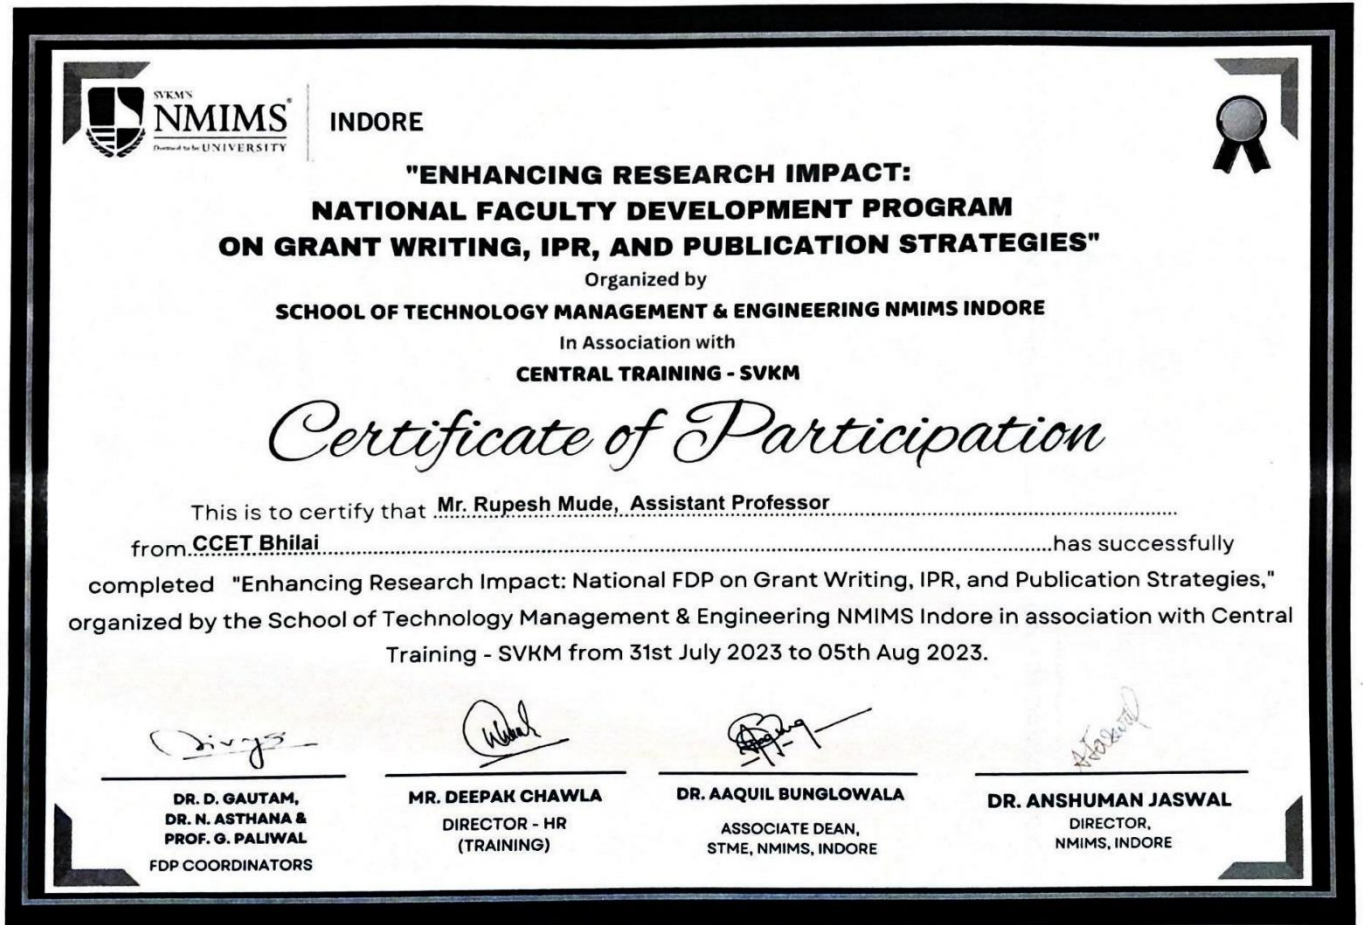 SVKM'S
NMIMS®
Deemed to be UNIVERSITY
INDORE
"ENHANCING RESEARCH IMPACT:
NATIONAL FACULTY DEVELOPMENT PROGRAM
ON GRANT WRITING, IPR, AND PUBLICATION STRATEGIES"
Organized by
SCHOOL OF TECHNOLOGY MANAGEMENT & ENGINEERING NMIMS INDORE
In Association with
CENTRAL TRAINING - SVKM
Certificate of Participation
This is to certify that Mr. Rupesh Mude, Assistant Professor
from CCET Bhilai has successfully
completed "Enhancing Research Impact: National FDP on Grant Writing, IPR, and Publication Strategies,"
organized by the School of Technology Management & Engineering NMIMS Indore in association with Central
Training - SVKM from 31st July 2023 to 05th Aug 2023.
Divya
AJaswal
DR. D. GAUTAM,
DR. N. ASTHANA &
PROF. G. PALIWAL
FDP COORDINATORS
MR. DEEPAK CHAWLA
DIRECTOR - HR
(TRAINING)
DR. AAQUIL BUNGLOWALA
ASSOCIATE DEAN,
STME, NMIMS, INDORE
DR. ANSHUMAN JASWAL
DIRECTOR,
NMIMS, INDORE